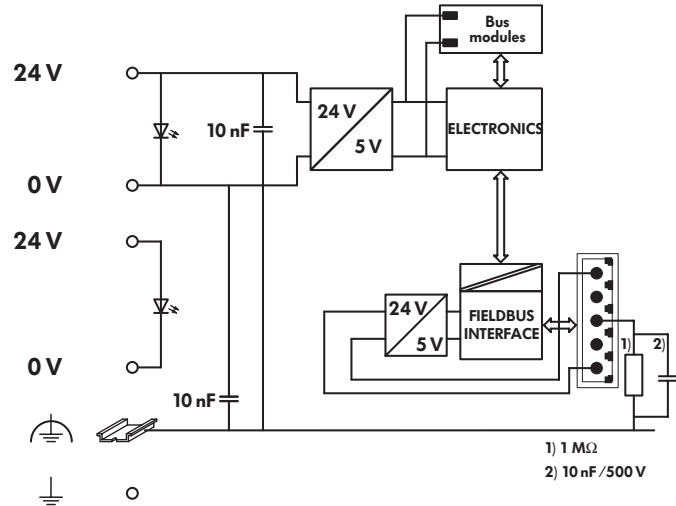 Bus
modules
24 V
10 nF
24 V
5 V
ELECTRONICS
0 V
24 V
24 V
5 V
FIELDBUS
INTERFACE
1)
2)
0 V
10 nF
1) 1 MΩ
2) 10 nF/500 V